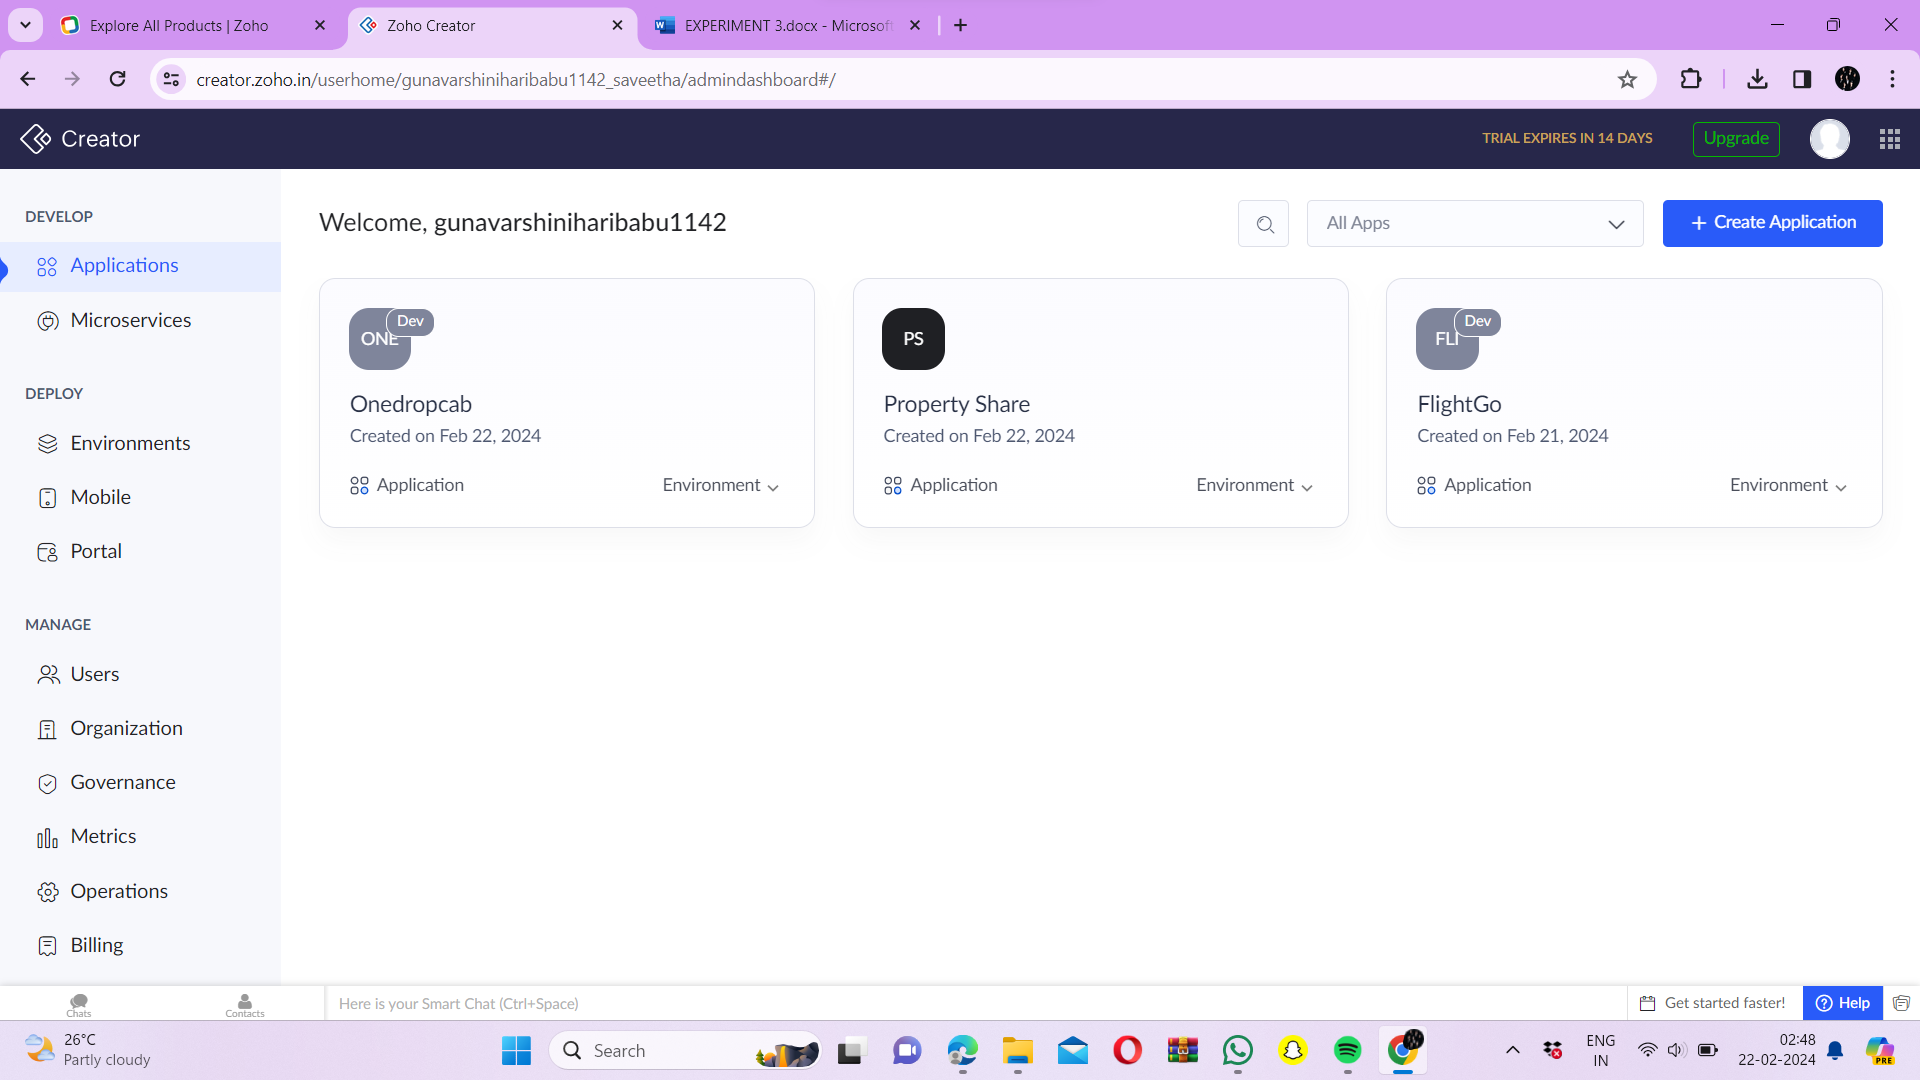 Explore All Products | Zoho
Zoho Creator
EXPERIMENT 3.docx - Microsoft
creator.zoho.in/userhome/gunavarshiniharibabu1142_saveetha/admindashboard#/
Creator
TRIAL EXPIRES IN 14 DAYS
Upgrade
DEVELOP
Applications
Microservices
DEPLOY
Environments
Mobile
Portal
MANAGE
Users
Organization
Governance
Metrics
Operations
Billing
Welcome, gunavarshiniharibabu1142
All Apps
+ Create Application
ONE
Dev
Onedropcab
Created on Feb 22, 2024
Application
Environment
PS
Property Share
Created on Feb 22, 2024
Application
Environment
FLI
Dev
FlightGo
Created on Feb 21, 2024
Application
Environment
Chats
Contacts
Here is your Smart Chat (Ctrl+Space)
Get started faster!
Help
26°C
Partly cloudy
Search
ENG
IN
02:48
22-02-2024
PRE